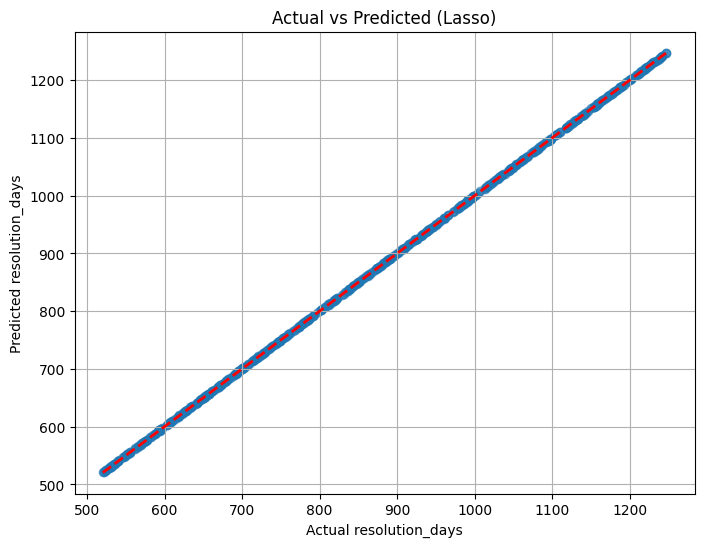 Actual vs Predicted (Lasso)
Predicted resolution_days
1200
1100
1000
900
800
700
600
500
500 600 700 800 900 1000 1100 1200
Actual resolution_days